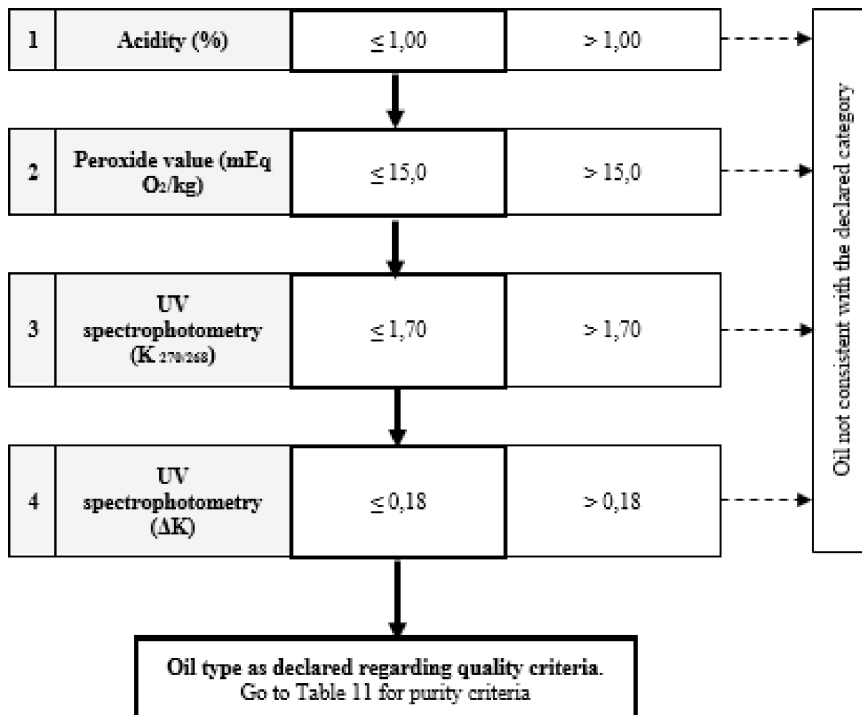 1 Acidity (%) ≤ 1,00 > 1,00
2 Peroxide value (mEq
O₂/kg) ≤ 15,0 > 15,0
3 UV
spectrophotometry
(K 270/268) ≤ 1,70 > 1,70
4 UV
spectrophotometry
(ΔK) ≤ 0,18 > 0,18
Oil not consistent with the declared category
Oil type as declared regarding quality criteria.
Go to Table 11 for purity criteria